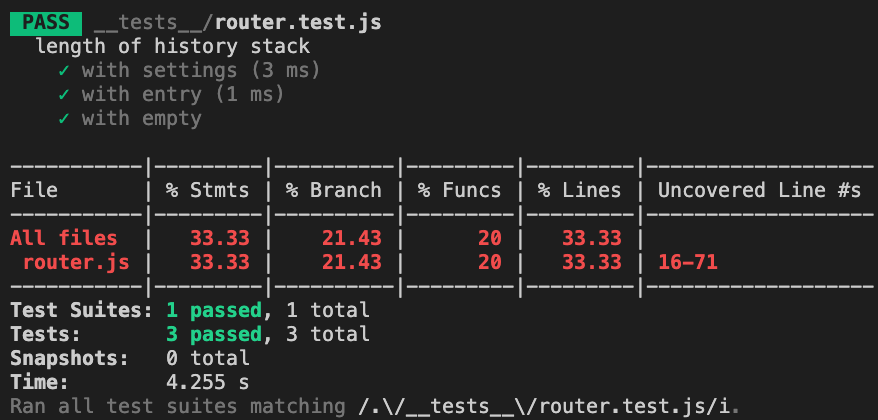 PASS __tests__/router.test.js
length of history stack
✓ with settings (3 ms)
✓ with entry (1 ms)
✓ with empty
-----------|---------|----------|---------|---------|-------------------
File       | % Stmts | % Branch | % Funcs | % Lines | Uncovered Line #s
-----------|---------|----------|---------|---------|-------------------
All files  |   33.33 |    21.43 |      20 |   33.33 |
 router.js |   33.33 |    21.43 |      20 |   33.33 | 16-71
-----------|---------|----------|---------|---------|-------------------
Test Suites: 1 passed, 1 total
Tests:       3 passed, 3 total
Snapshots:   0 total
Time:        4.255 s
Ran all test suites matching /.\/__tests__\/router.test.js/i.